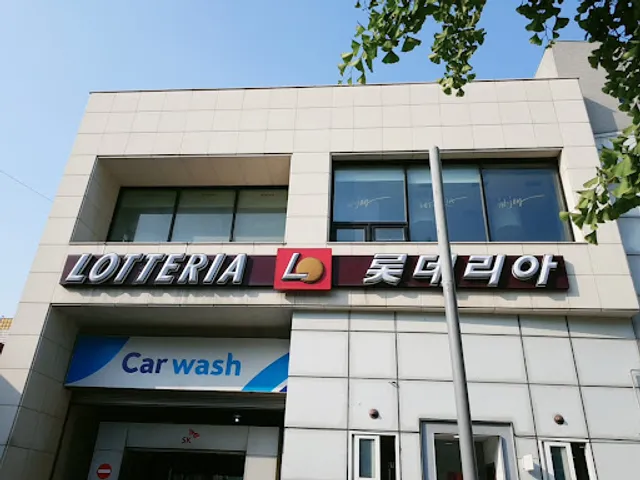 LOTTERIA L 롯데리아
Car wash
SK